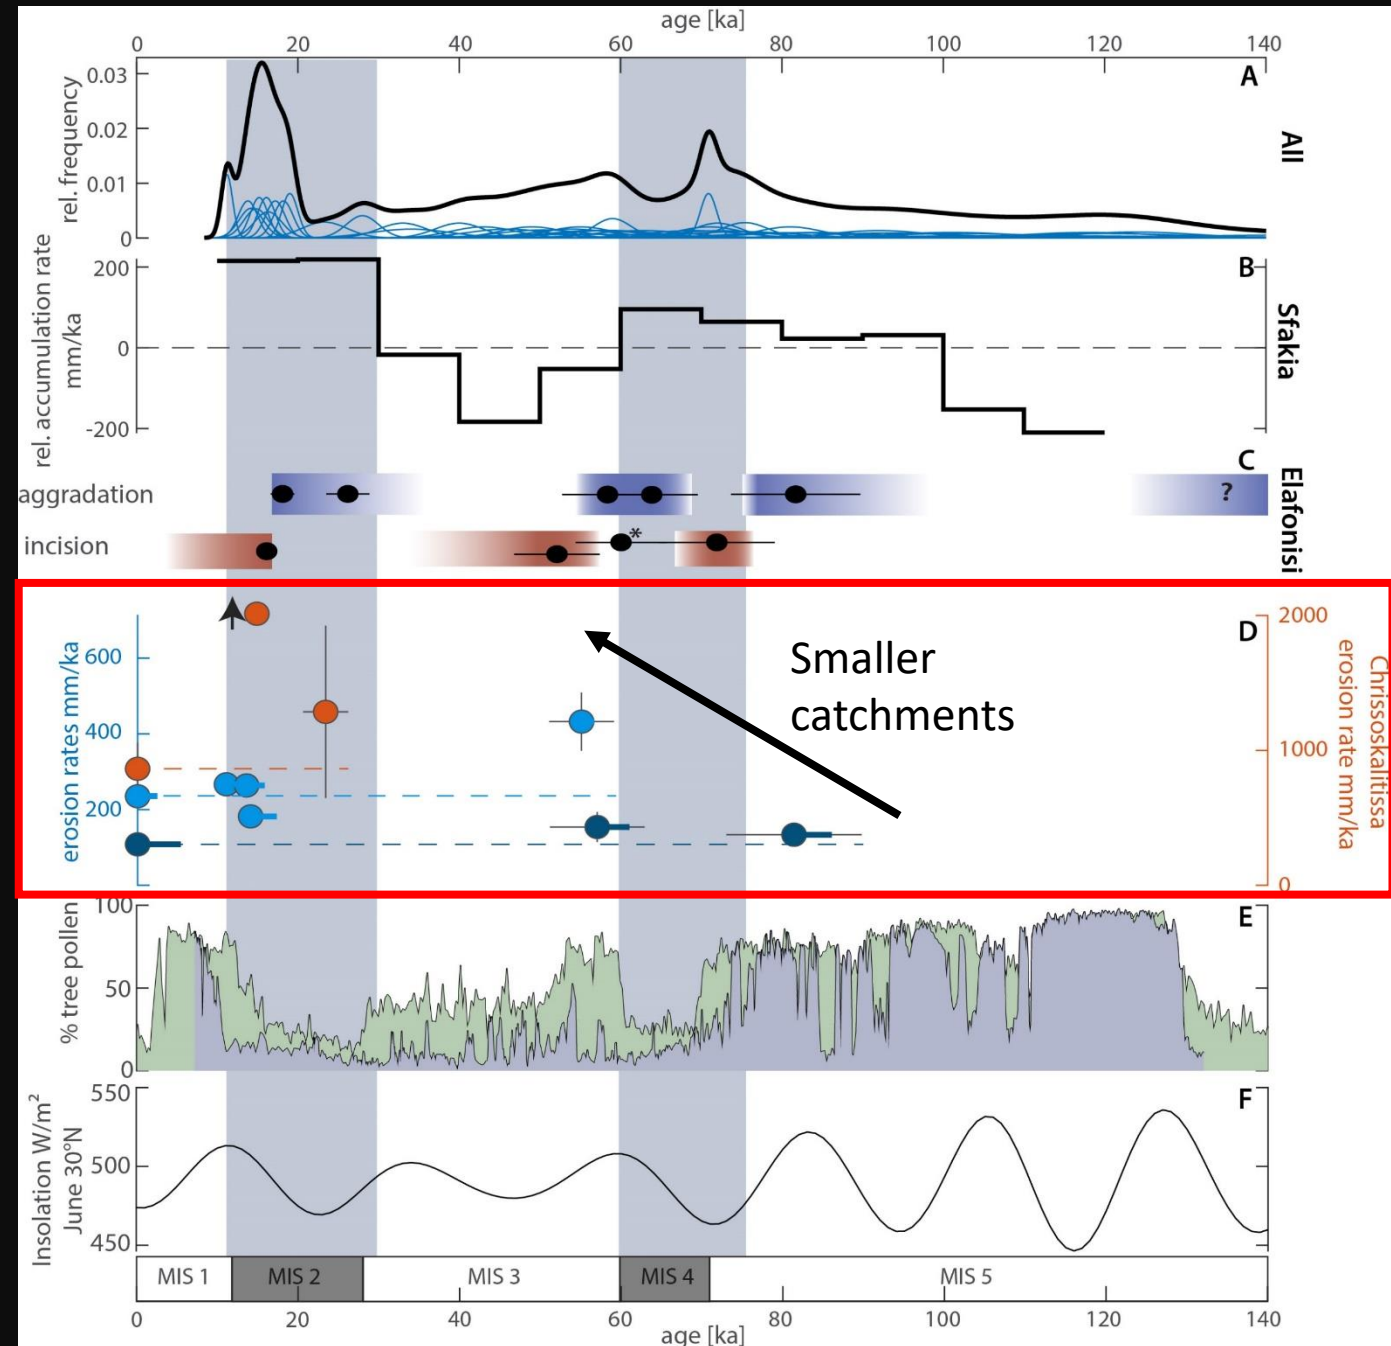 age [ka]
0 20 40 60 80 100 120 140
A
0.03
0.02
0.01
0
rel. frequency
All
B
200
0
-200
rel. accumulation rate
mm/ka
Sfakia
C
aggradation
?
incision
*
Elafonisi
D
600
400
200
erosion rates mm/ka
Smaller
catchments
2000
1000
0
Chrissoskalitissa
erosion rate mm/ka
E
100
50
0
% tree pollen
F
550
500
450
Insolation W/m²
June 30°N
MIS 1 MIS 2 MIS 3 MIS 4 MIS 5
0 20 40 60 80 100 120 140
age [ka]